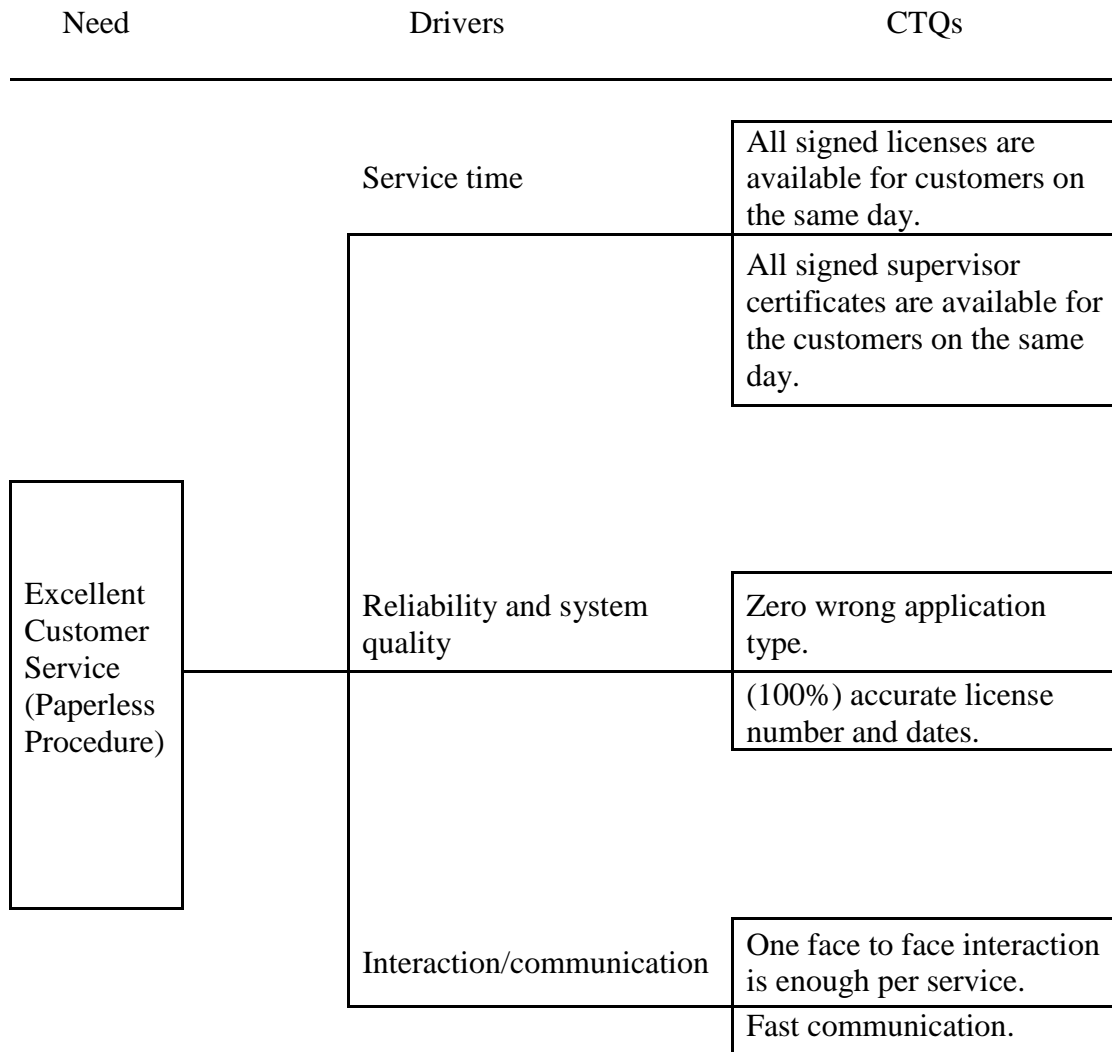 Need
Drivers
CTQs
Service time
All signed licenses are
available for customers on
the same day.
All signed supervisor
certificates are available for
the customers on the same
day.
Excellent
Customer
Service
(Paperless
Procedure)
Reliability and system
quality
Zero wrong application
type.
(100%) accurate license
number and dates.
Interaction/communication
One face to face interaction
is enough per service.
Fast communication.